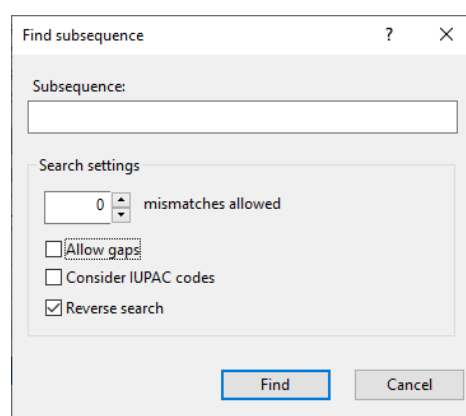 Find subsequence ?
Subsequence:
Search settings
0 mismatches allowed
Allow gaps
Consider IUPAC codes
Reverse search
Find Cancel